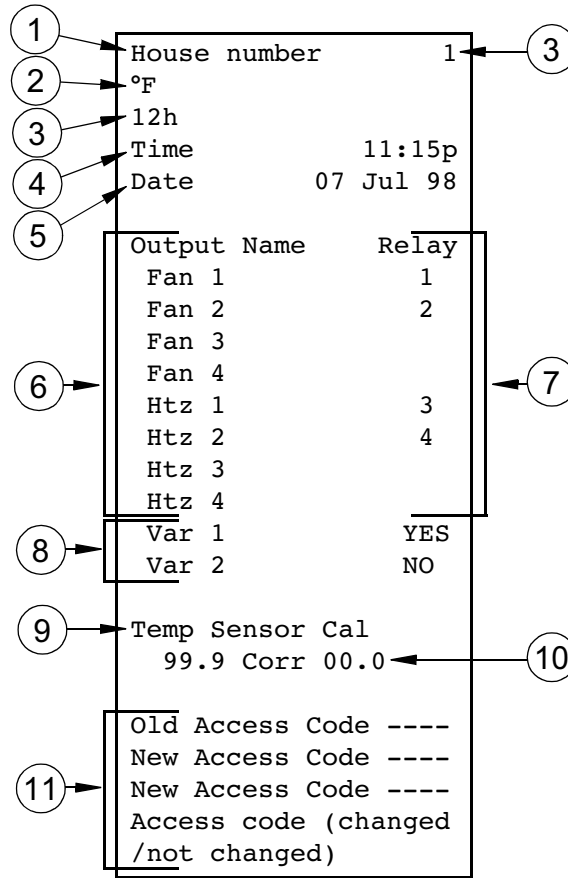 1 House number 1 3
2 °F
3 12h
4 Time 11:15p
5 Date 07 Jul 98
Output Name Relay
Fan 1 1
Fan 2 2
Fan 3
Fan 4
6 7
Htz 1 3
Htz 2 4
Htz 3
Htz 4
8
Var 1 YES
Var 2 NO
9 Temp Sensor Cal
99.9 Corr 00.0 10
Old Access Code ----
New Access Code ----
11 New Access Code ----
Access code (changed
/not changed)